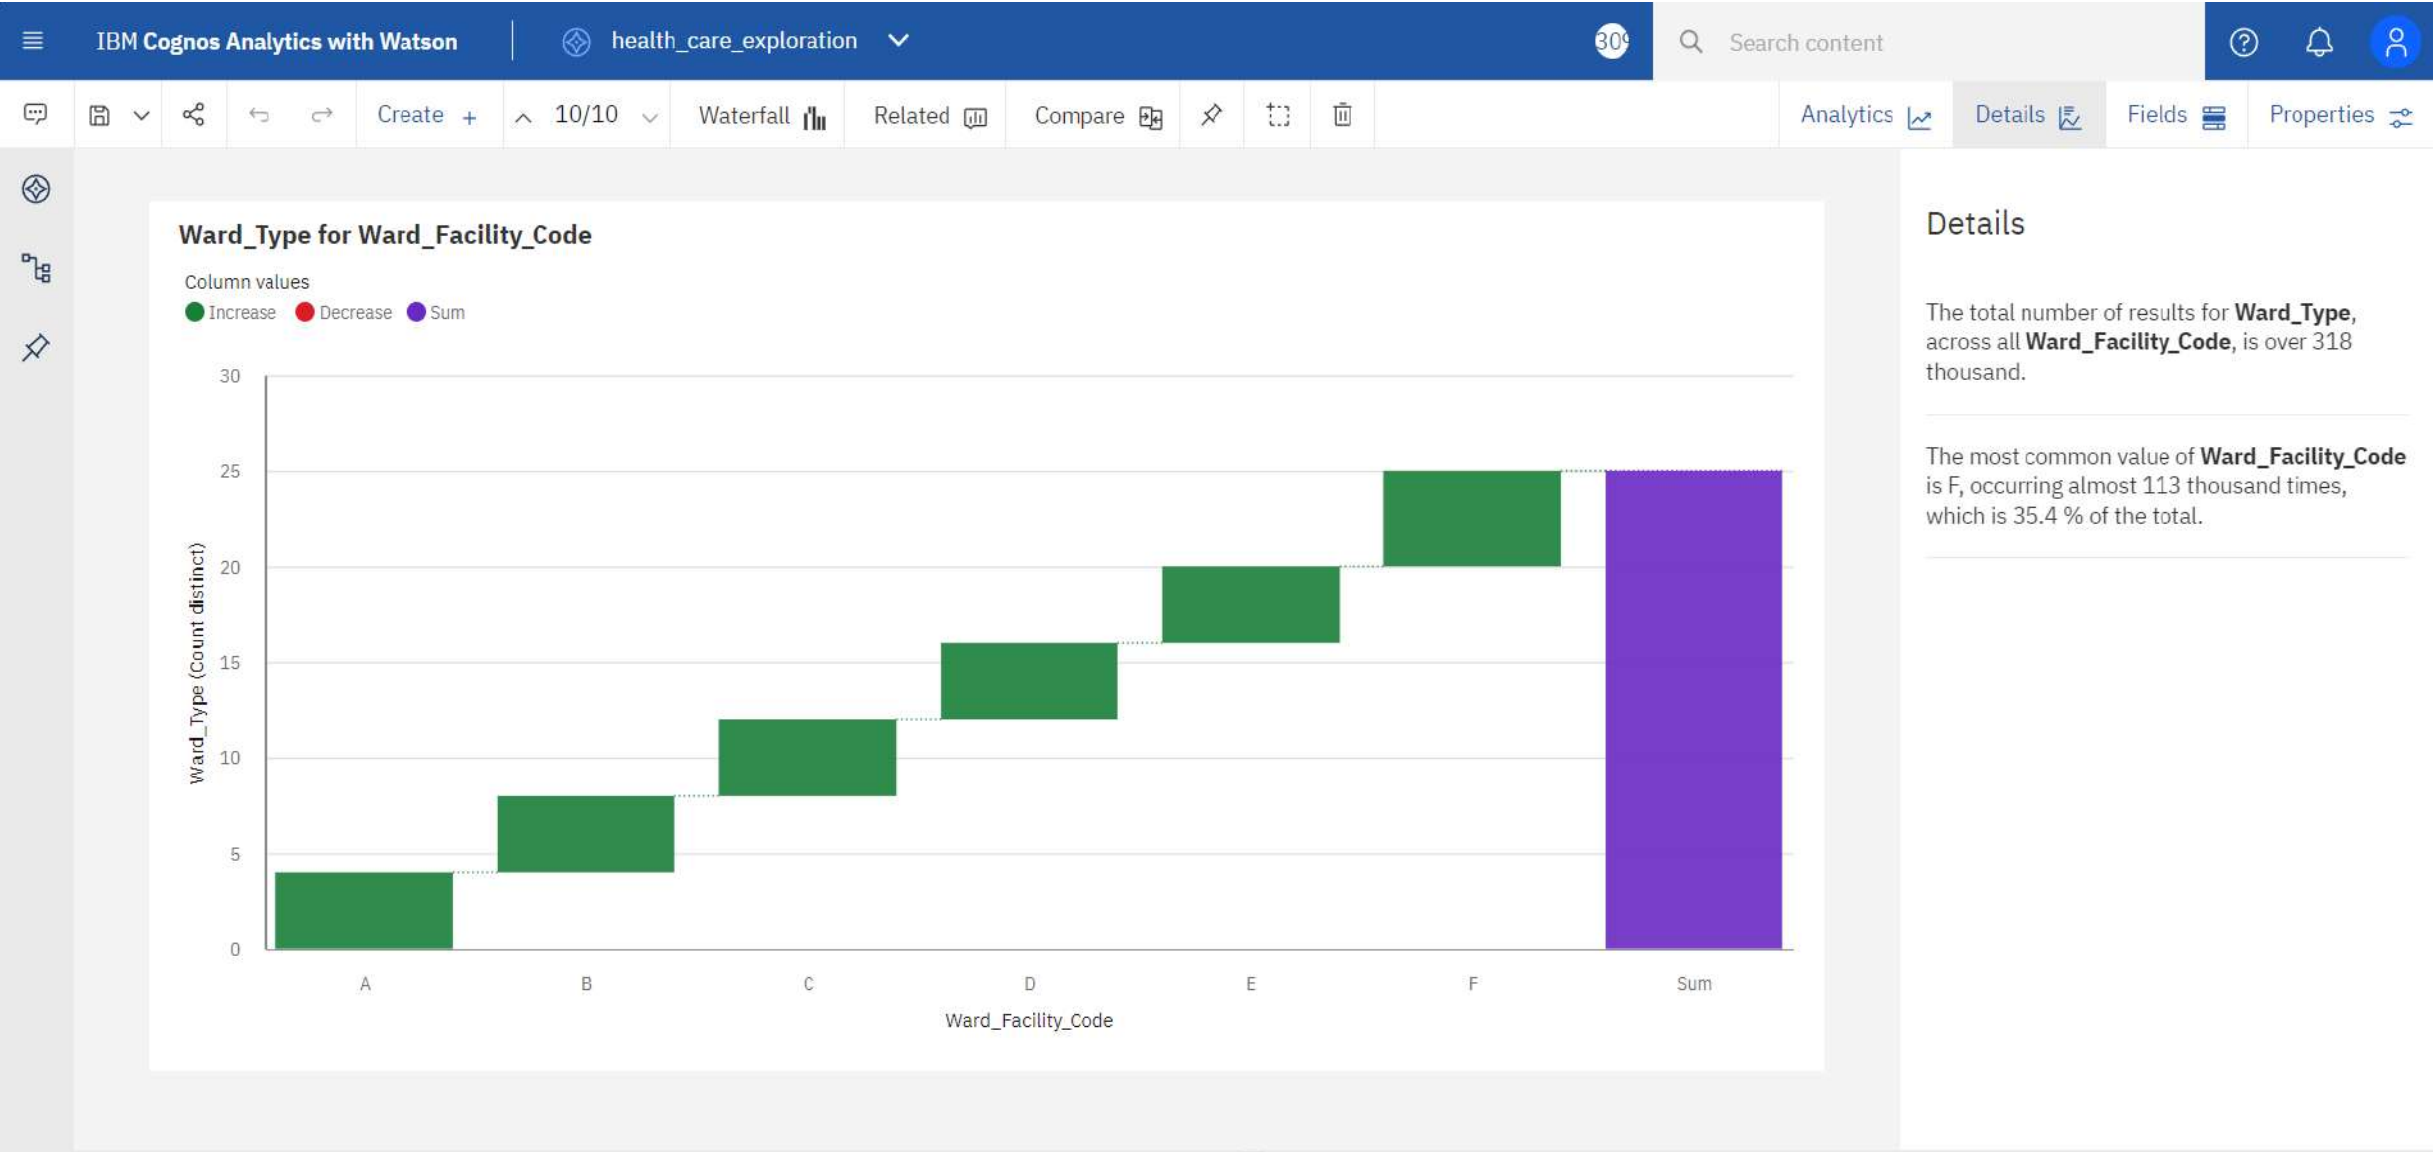 IBM Cognos Analytics with Watson
health_care_exploration
Search content
Create +
10/10
Waterfall
Related
Compare
Analytics
Details
Fields
Properties
Ward_Type for Ward_Facility_Code
Column values
Increase Decrease Sum
30
25
20
15
10
5
0
Ward_Type (Count distinct)
A B C D E F Sum
Ward_Facility_Code
Details
The total number of results for Ward_Type,
across all Ward_Facility_Code, is over 318
thousand.
The most common value of Ward_Facility_Code
is F, occurring almost 113 thousand times,
which is 35.4 % of the total.